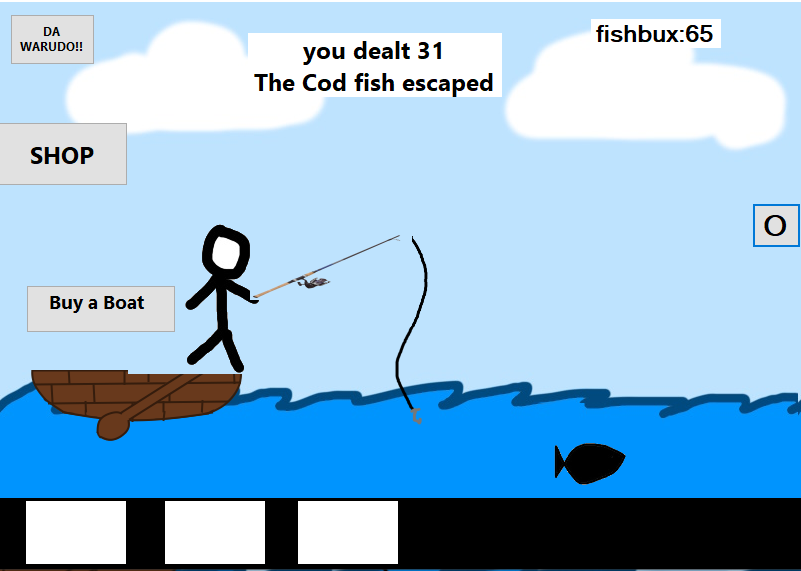 DA
WARUDO!!
you dealt 31
The Cod fish escaped
fishbux:65
SHOP
O
Buy a Boat